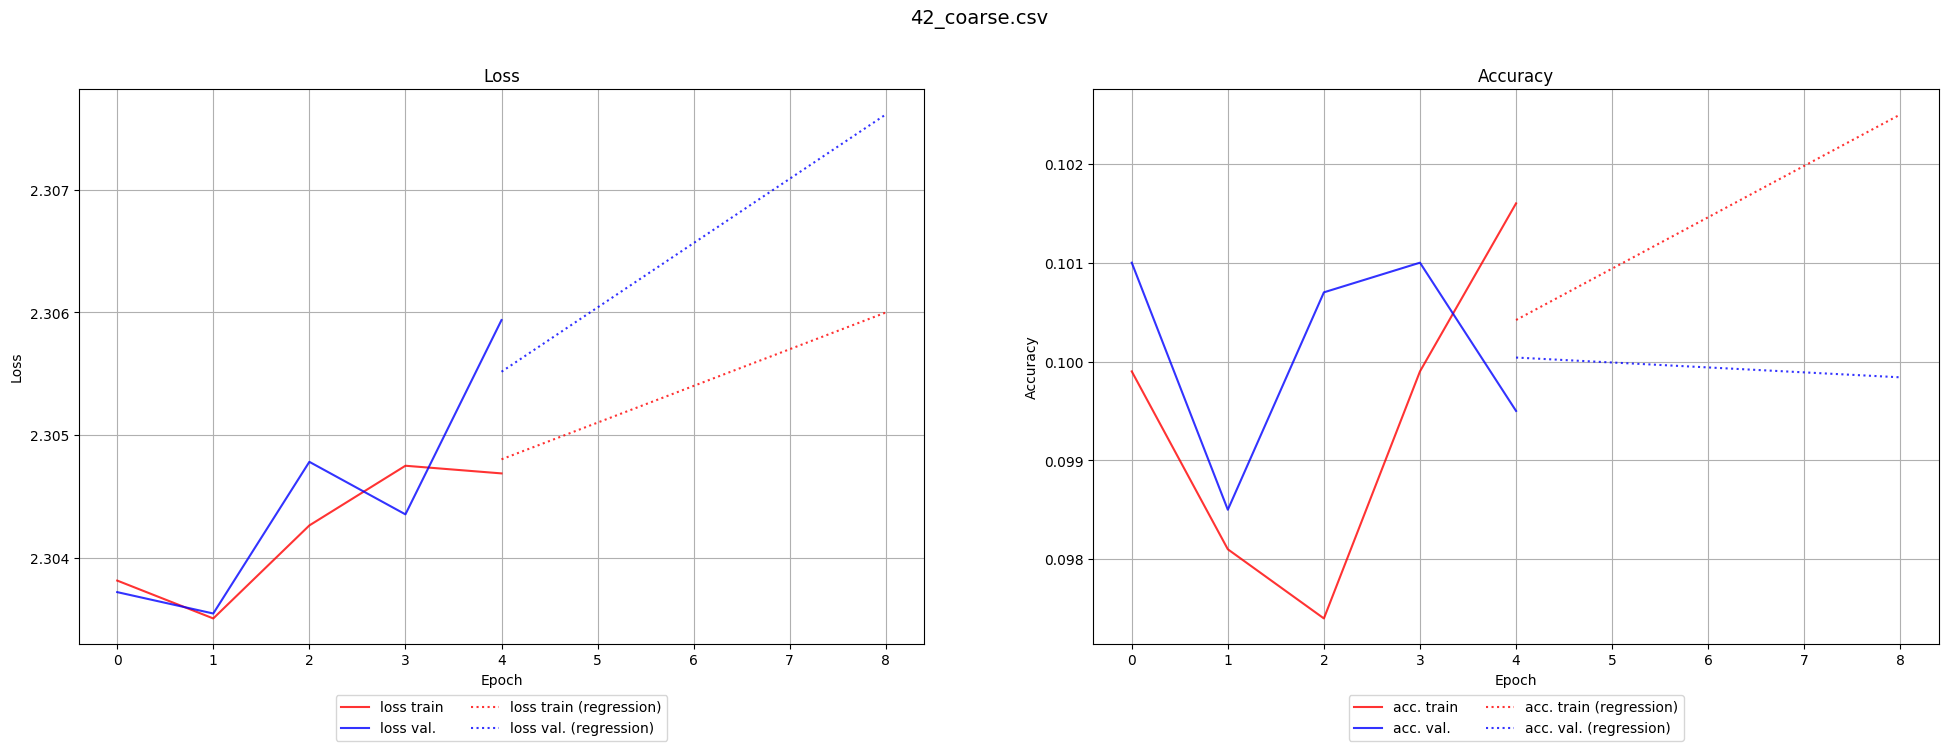 42_coarse.csv
Loss
Loss
2.307
2.306
2.305
2.304
0 1 2 3 4 5 6 7 8
Epoch
loss train loss train (regression)
loss val. loss val. (regression)
Accuracy
Accuracy
0.102
0.101
0.100
0.099
0.098
0 1 2 3 4 5 6 7 8
Epoch
acc. train acc. train (regression)
acc. val. acc. val. (regression)